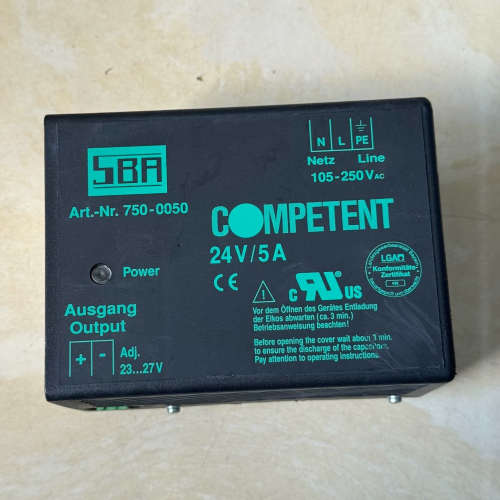 SBA
Art.-Nr. 750-0050
Power
Ausgang
Output
+ -
Adj.
23...27V
N L PE
Netz Line
105-250VAC
COMPETENT
24V/5A
CE
c RU US
LGA
Konformitäts-
Zertifikat
Vor dem Öffnen des Gerätes Entladung
der Elkos abwarten (ca. 3 min.)
Betriebsanweisung beachten!
Before opening the cover wait about 3 min.
to ensure the discharge of the capacitors.
Pay attention to operating instructions.